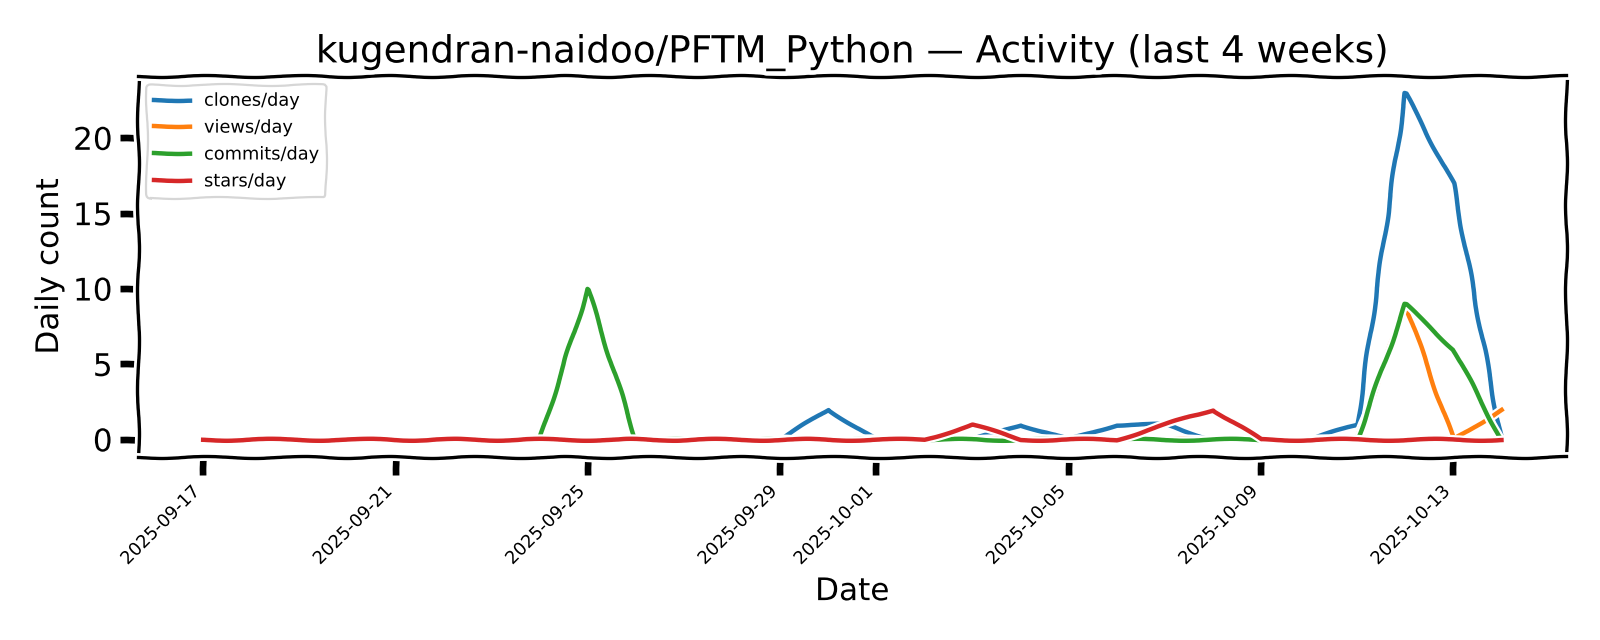 kugendran-naidoo/PFTM_Python — Activity (last 4 weeks)
clones/day
views/day
commits/day
stars/day
Daily count
20
15
10
5
0
2025-09-17
2025-09-21
2025-09-25
2025-09-29
2025-10-01
2025-10-05
2025-10-09
2025-10-13
Date